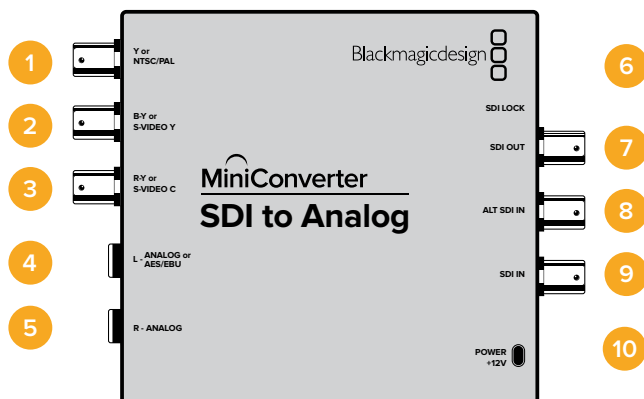 1
Y or
NTSC/PAL
2
B-Y or
S-VIDEO Y
3
R-Y or
S-VIDEO C
4
L - ANALOG or
AES/EBU
5
R - ANALOG
Blackmagicdesign
MiniConverter
SDI to Analog
6
SDI LOCK
SDI OUT
7
ALT SDI IN
8
SDI IN
9
POWER
+12V
10